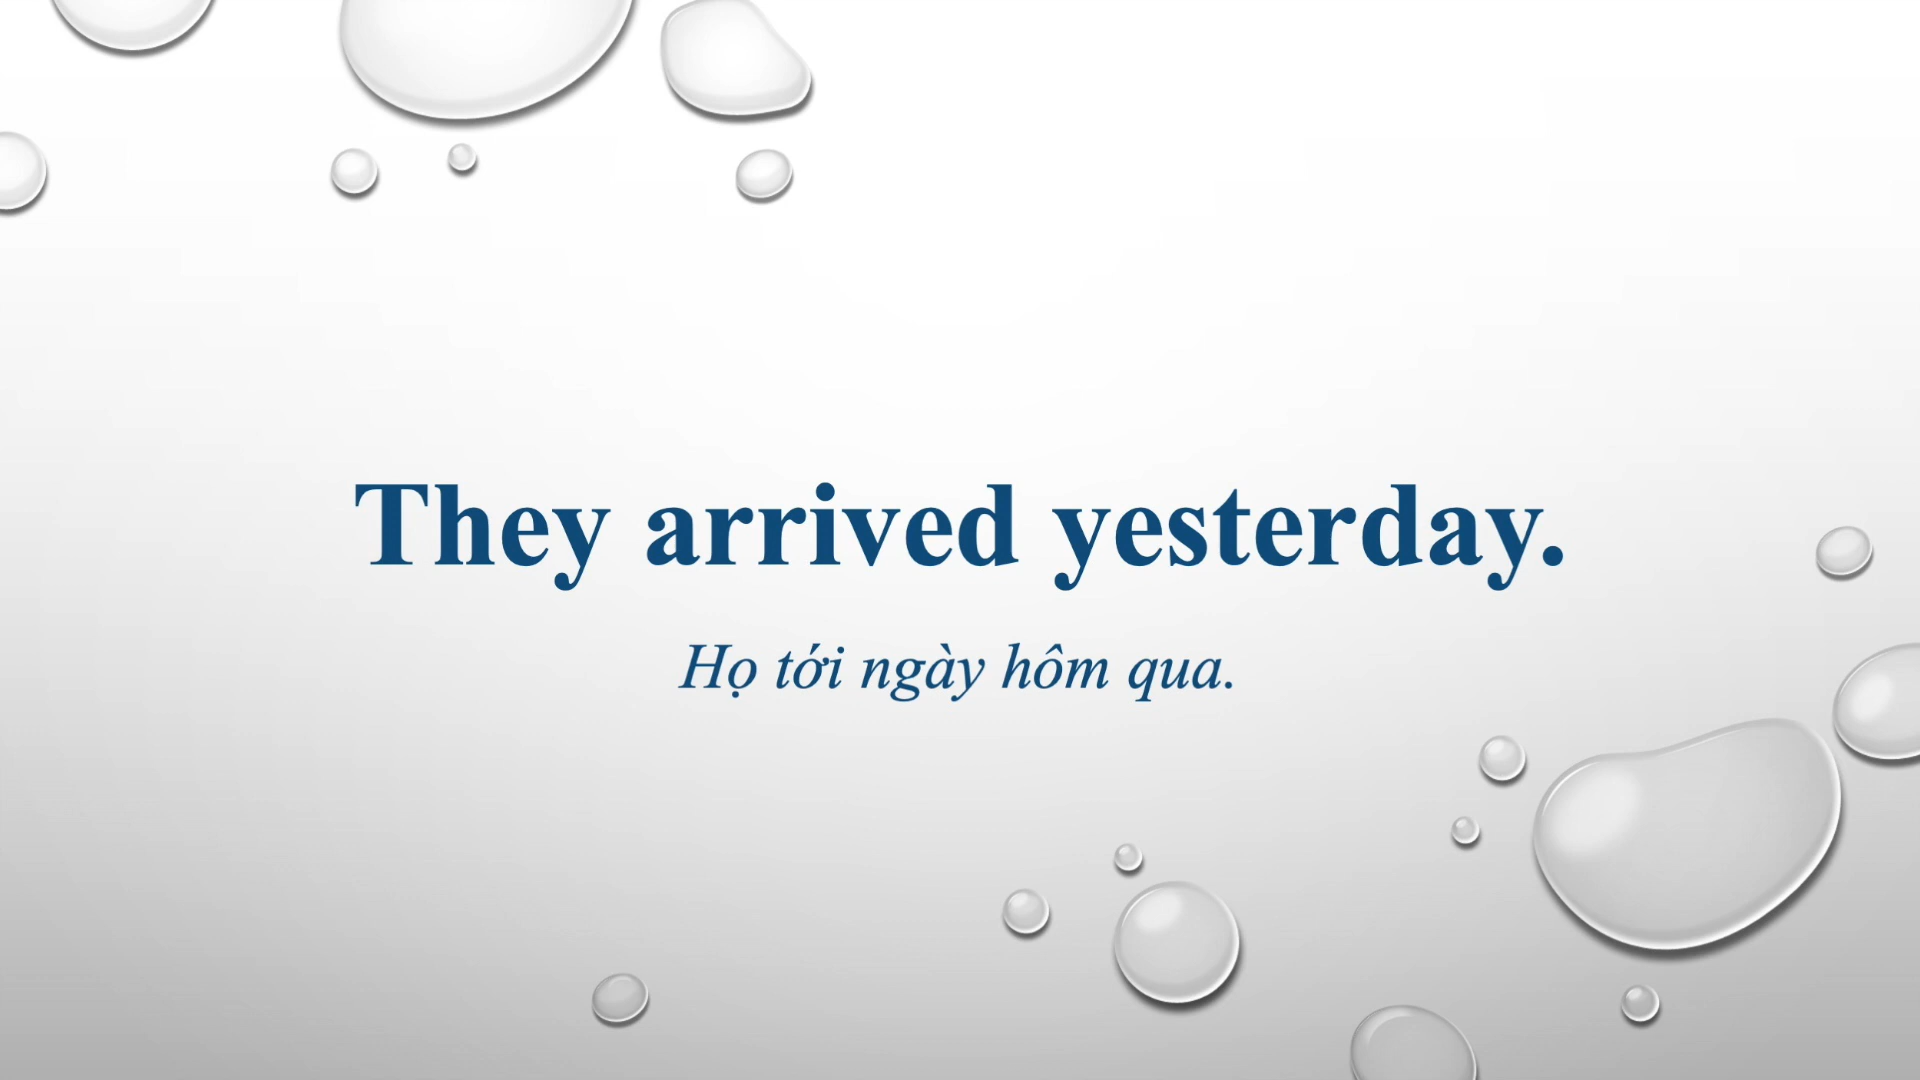 They arrived yesterday.
Họ tới ngày hôm qua.